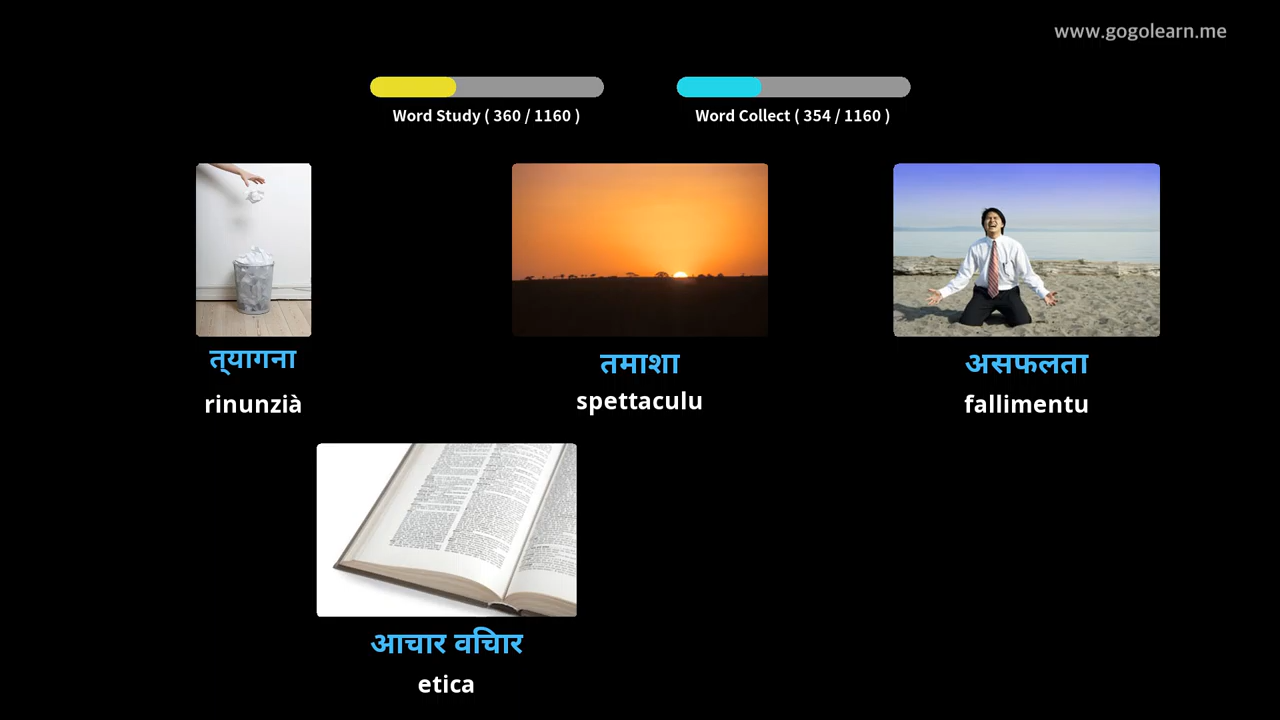 www.gogolearn.me
Word Study ( 360 / 1160 )
Word Collect ( 354 / 1160 )
त्यागना
तमाशा
असफलता
rinunzià
spettaculu
fallimentu
आचार वचिार
etica